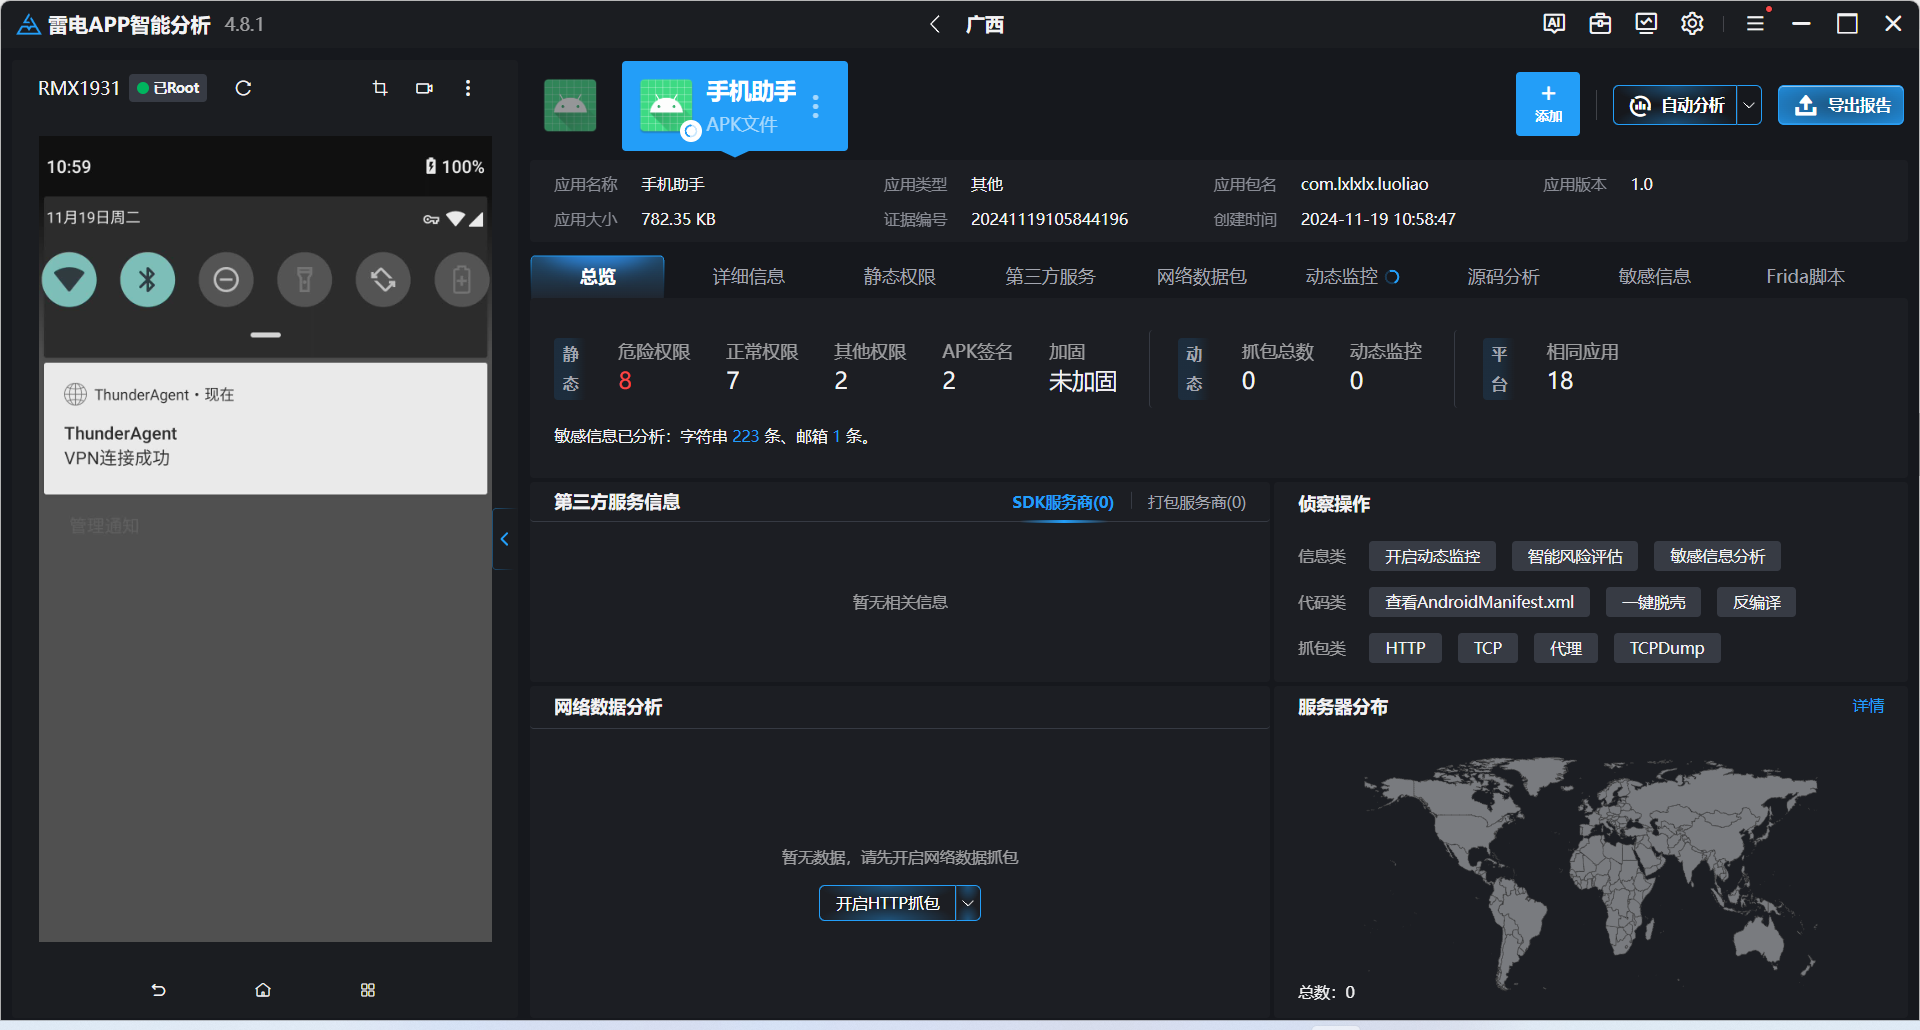 雷电APP智能分析 4.8.1
广西
AI
RMX1931 已Root
10:59 100%
11月19日周二
ThunderAgent・现在
ThunderAgent
VPN连接成功
管理通知
手机助手
APK文件
+
添加
自动分析
导出报告
应用名称 手机助手 应用类型 其他 应用包名 com.lxlxlx.luoliao 应用版本 1.0
应用大小 782.35 KB 证据编号 20241119105844196 创建时间 2024-11-19 10:58:47
总览 详细信息 静态权限 第三方服务 网络数据包 动态监控 源码分析 敏感信息 Frida脚本
静态 危险权限 正常权限 其他权限 APK签名 加固 动态 抓包总数 动态监控 平台 相同应用
8 7 2 2 未加固 0 0 18
敏感信息已分析：字符串 223 条、邮箱 1 条。
第三方服务信息 SDK服务商(0) 打包服务商(0)
暂无相关信息
侦察操作
信息类 开启动态监控 智能风险评估 敏感信息分析
代码类 查看AndroidManifest.xml 一键脱壳 反编译
抓包类 HTTP TCP 代理 TCPDump
网络数据分析
暂无数据，请先开启网络数据抓包
开启HTTP抓包
服务器分布 详情
总数：0